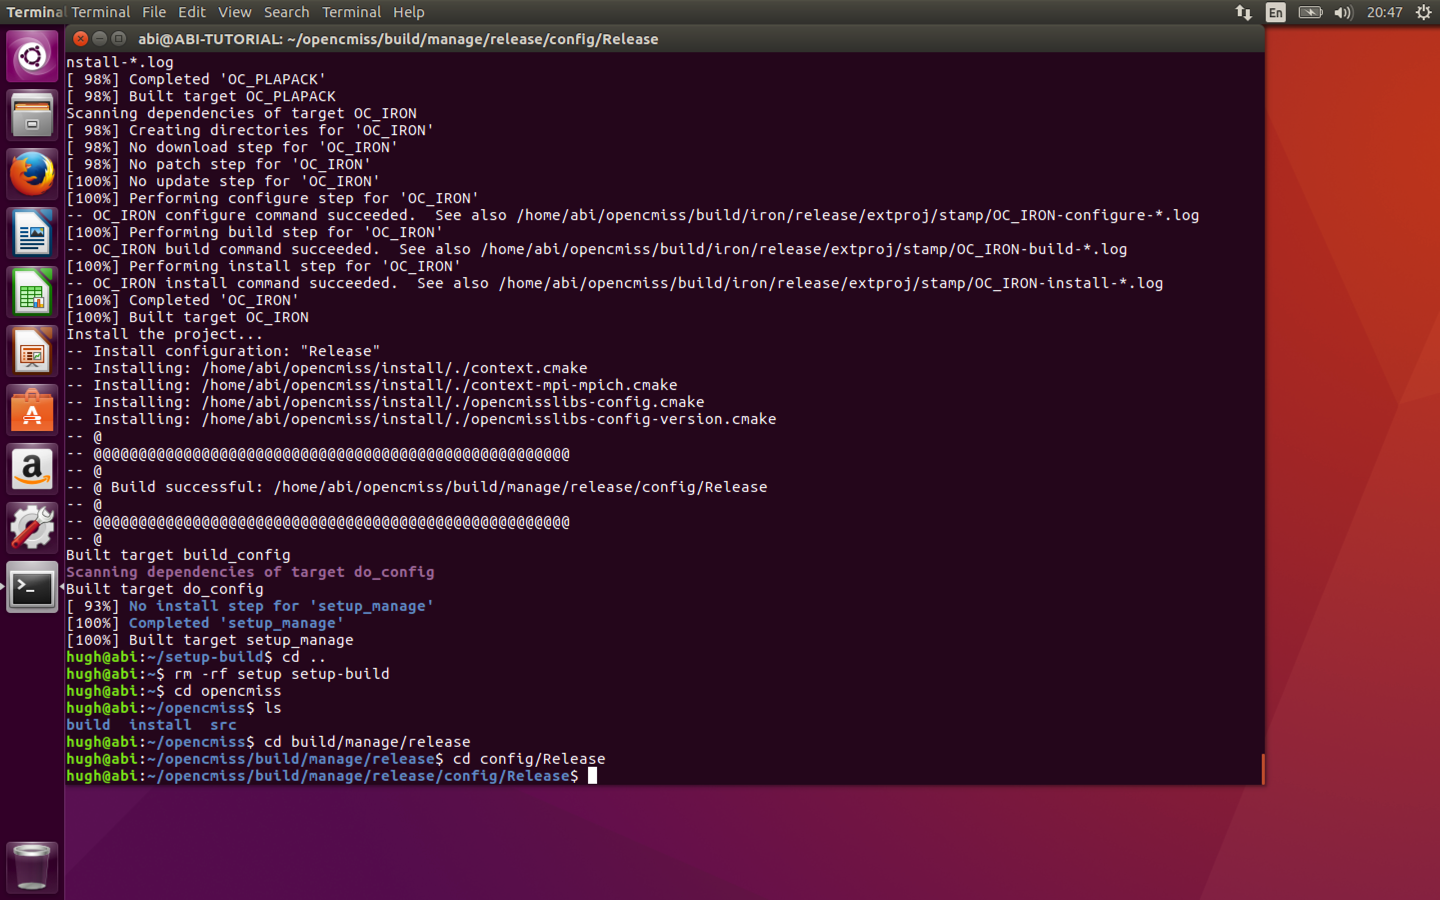 Terminal Terminal File Edit View Search Terminal Help En 20:47
abi@ABI-TUTORIAL: ~/opencmiss/build/manage/release/config/Release
nstall-*.log
[ 98%] Completed 'OC_PLAPACK'
[ 98%] Built target OC_PLAPACK
Scanning dependencies of target OC_IRON
[ 98%] Creating directories for 'OC_IRON'
[ 98%] No download step for 'OC_IRON'
[ 98%] No patch step for 'OC_IRON'
[100%] No update step for 'OC_IRON'
[100%] Performing configure step for 'OC_IRON'
-- OC_IRON configure command succeeded.  See also /home/abi/opencmiss/build/iron/release/extproj/stamp/OC_IRON-configure-*.log
[100%] Performing build step for 'OC_IRON'
-- OC_IRON build command succeeded.  See also /home/abi/opencmiss/build/iron/release/extproj/stamp/OC_IRON-build-*.log
[100%] Performing install step for 'OC_IRON'
-- OC_IRON install command succeeded.  See also /home/abi/opencmiss/build/iron/release/extproj/stamp/OC_IRON-install-*.log
[100%] Completed 'OC_IRON'
[100%] Built target OC_IRON
Install the project...
-- Install configuration: "Release"
-- Installing: /home/abi/opencmiss/install/./context.cmake
-- Installing: /home/abi/opencmiss/install/./context-mpi-mpich.cmake
-- Installing: /home/abi/opencmiss/install/./opencmisslibs-config.cmake
-- Installing: /home/abi/opencmiss/install/./opencmisslibs-config-version.cmake
-- @
-- @@@@@@@@@@@@@@@@@@@@@@@@@@@@@@@@@@@@@@@@@@@@@@@@@@@@@
-- @
-- @ Build successful: /home/abi/opencmiss/build/manage/release/config/Release
-- @
-- @@@@@@@@@@@@@@@@@@@@@@@@@@@@@@@@@@@@@@@@@@@@@@@@@@@@@
-- @
Built target build_config
Scanning dependencies of target do_config
Built target do_config
[ 93%] No install step for 'setup_manage'
[100%] Completed 'setup_manage'
[100%] Built target setup_manage
hugh@abi:~/setup-build$ cd ..
hugh@abi:~$ rm -rf setup setup-build
hugh@abi:~$ cd opencmiss
hugh@abi:~/opencmiss$ ls
build  install  src
hugh@abi:~/opencmiss$ cd build/manage/release
hugh@abi:~/opencmiss/build/manage/release$ cd config/Release
hugh@abi:~/opencmiss/build/manage/release/config/Release$